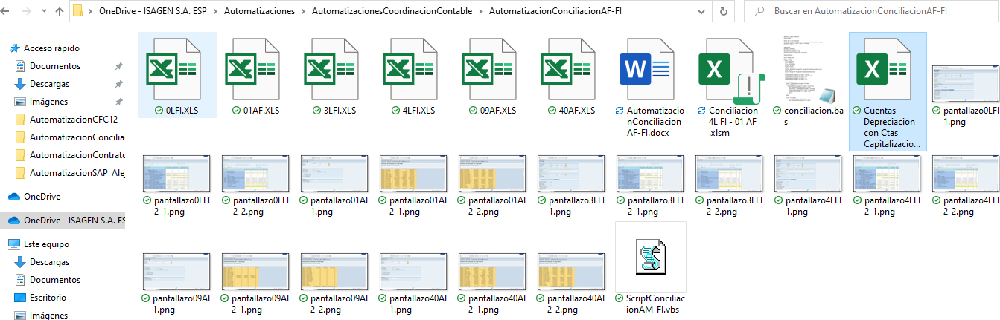 OneDrive - ISAGEN S.A. ESP > Automatizaciones > AutomatizacionesCoordinacionContable > AutomatizacionConciliacionAF-FI
Buscar en AutomatizacionConciliacionAF-FI
Acceso rápido
Documentos
Descargas
Imágenes
AutomatizacionCFC12
AutomatizacionConcilia
AutomatizacionContrato
AutomatizacionSAP_Ale
OneDrive
OneDrive - ISAGEN S.A. ES
Este equipo
Descargas
Documentos
Escritorio
Imágenes
0LFI.XLS
01AF.XLS
3LFI.XLS
4LFI.XLS
09AF.XLS
40AF.XLS
Automatizacio
nConciliacion
AF-FI.docx
Conciliacion
4L FI - 01 AF
.xlsm
conciliacion.ba
s
Cuentas
Depreciacion
con Ctas
Capitalizacio...
pantallazo0LFI
1.png
pantallazo0LFI
2-1.png
pantallazo0LFI
2-2.png
pantallazo01AF
1.png
pantallazo01AF
2-1.png
pantallazo01AF
2-2.png
pantallazo3LFI
1.png
pantallazo3LFI
2-1.png
pantallazo3LFI
2-2.png
pantallazo4LFI
1.png
pantallazo4LFI
2-1.png
pantallazo4LFI
2-2.png
pantallazo09AF
1.png
pantallazo09AF
2-1.png
pantallazo09AF
2-2.png
pantallazo40AF
1.png
pantallazo40AF
2-1.png
pantallazo40AF
2-2.png
ScriptConciliac
ionAM-FI.vbs